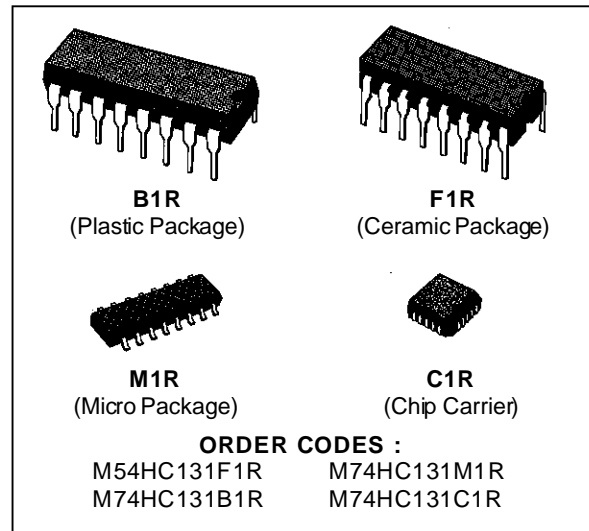 B1R
(Plastic Package)
F1R
(Ceramic Package)
M1R
(Micro Package)
C1R
(Chip Carrier)
ORDER CODES :
M54HC131F1R M74HC131M1R
M74HC131B1R M74HC131C1R